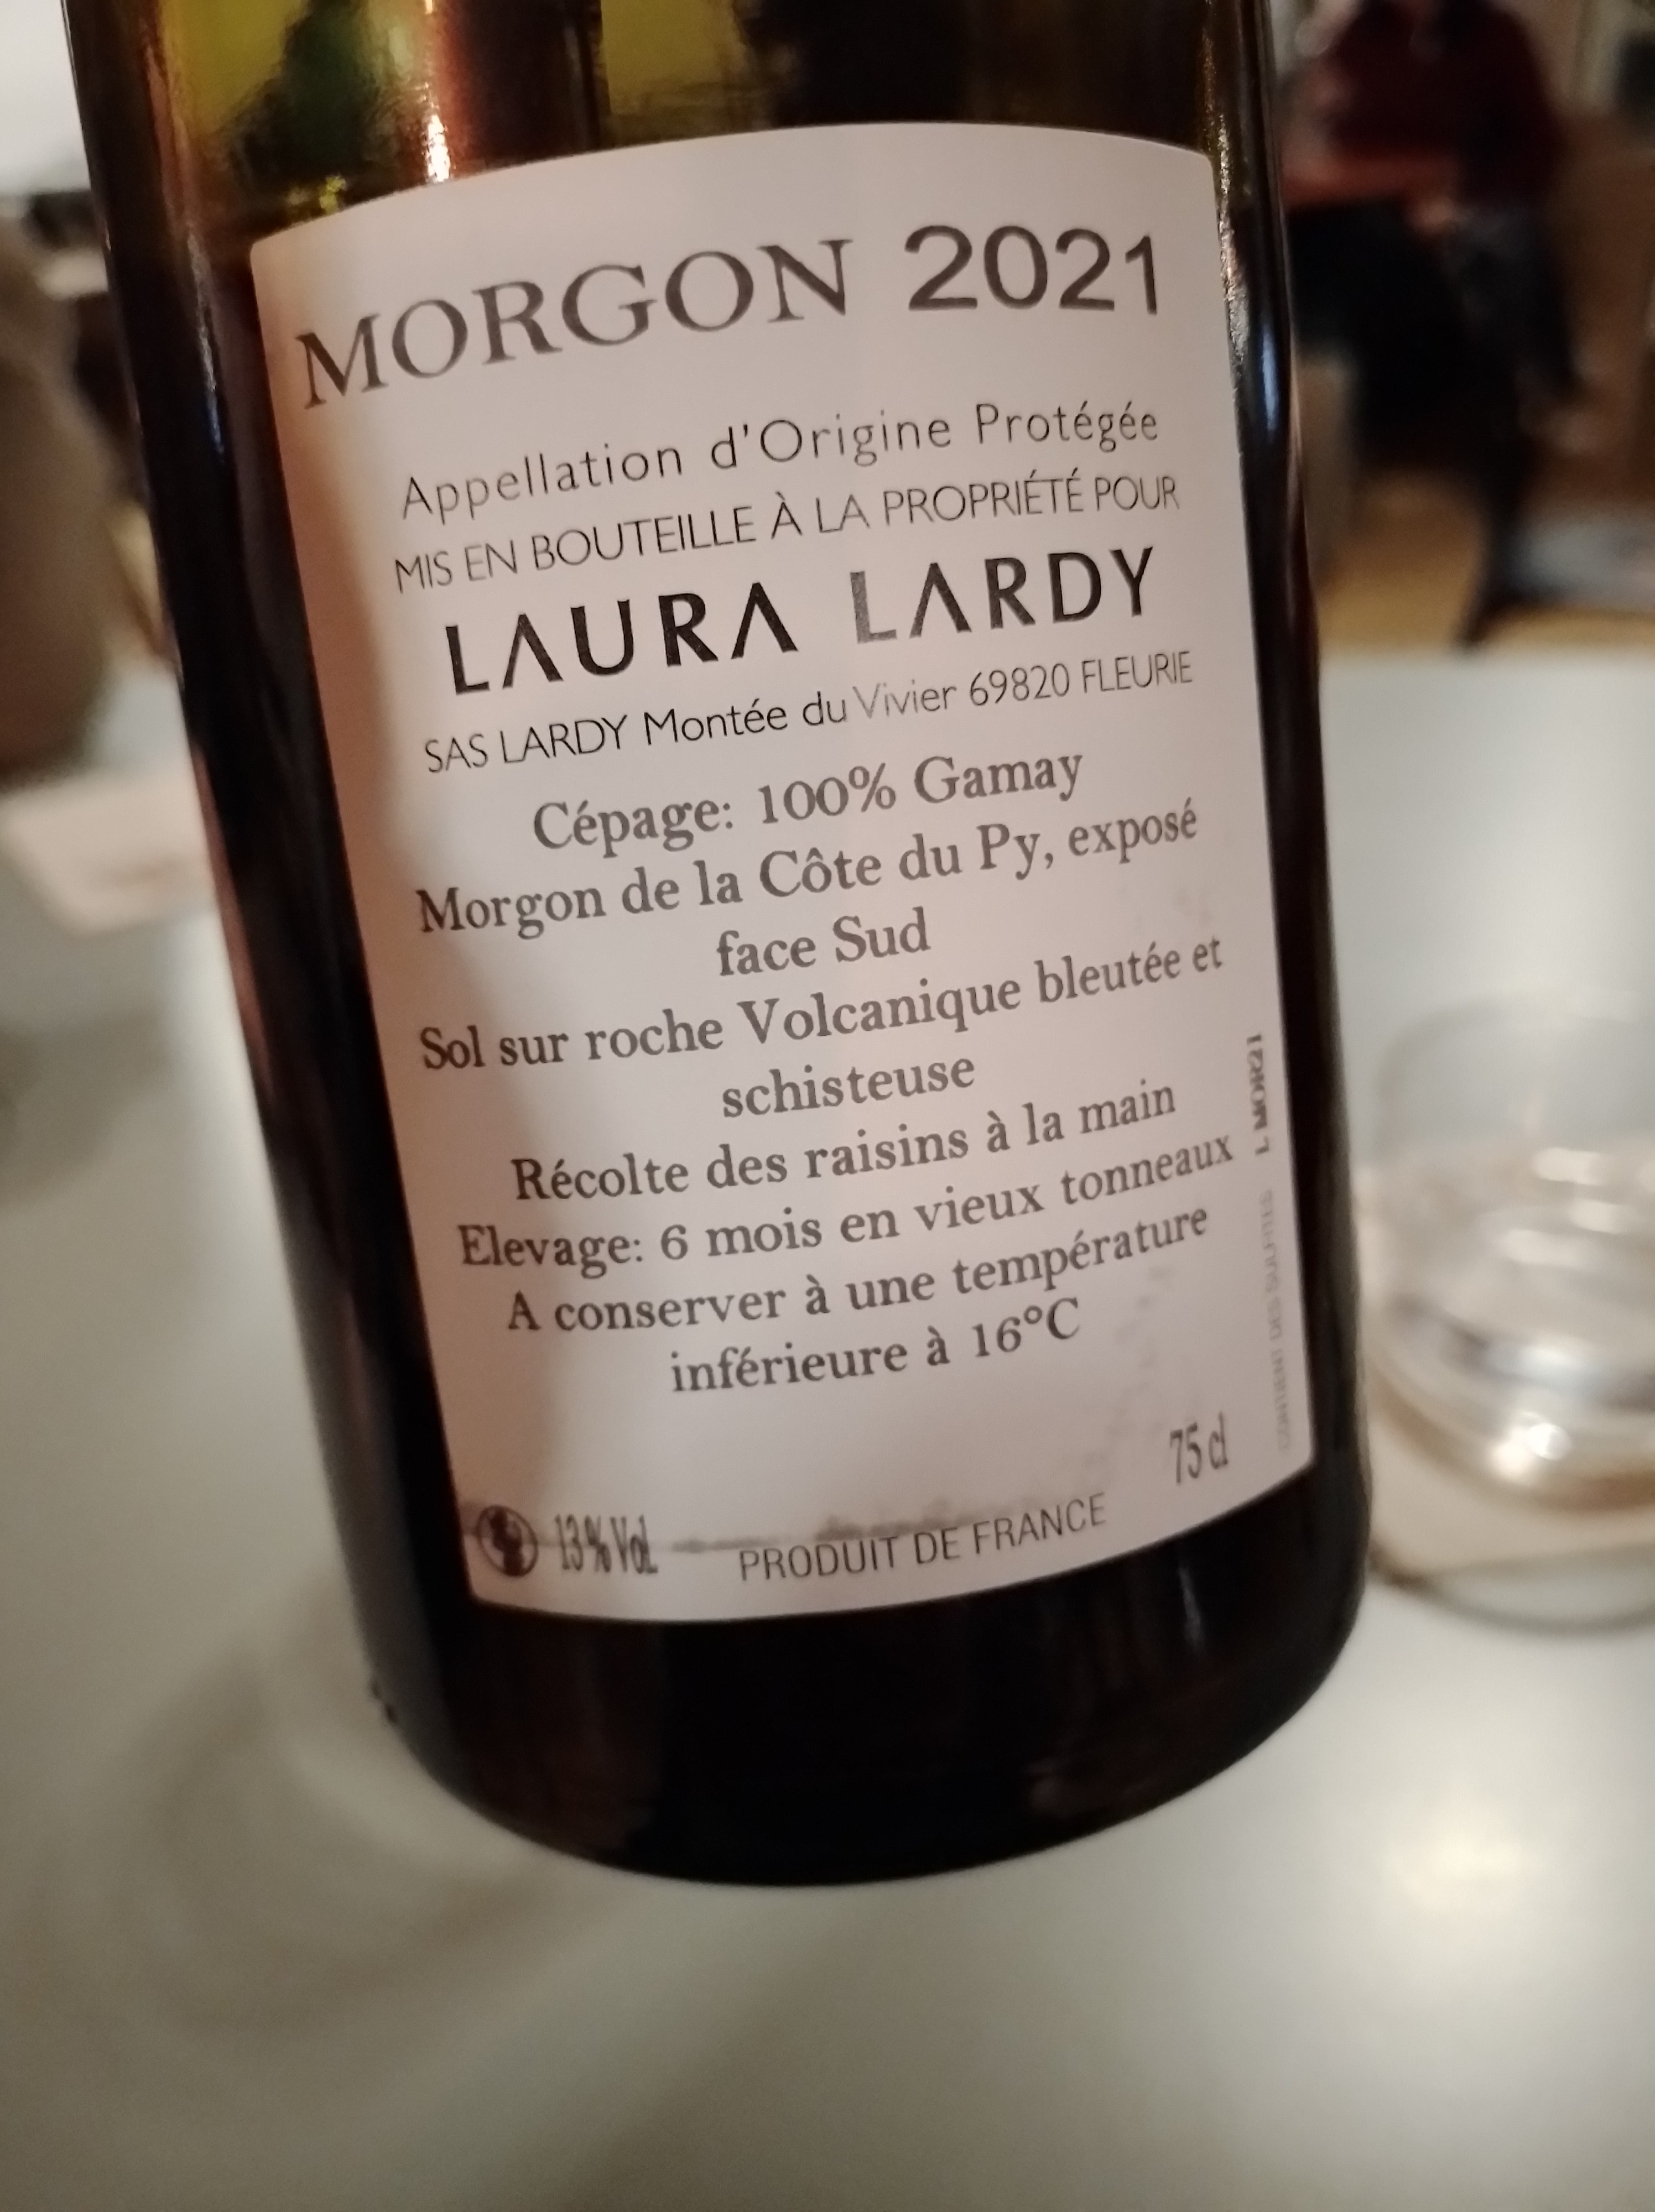 MORGON 2021
Appellation d'Origine Protégée
MIS EN BOUTEILLE À LA PROPRIÉTÉ POUR
LAURA LARDY
SAS LARDY Montée du Vivier 69820 FLEURIE
Cépage: 100% Gamay
Morgon de la Côte du Py, exposé
face Sud
Sol sur roche Volcanique bleutée et
schisteuse
Récolte des raisins à la main
Elevage: 6 mois en vieux tonneaux
A conserver à une température
inférieure à 16°C
75 cl
13%Vol.
PRODUIT DE FRANCE
CONTIENT DES SULFITES L MOR21